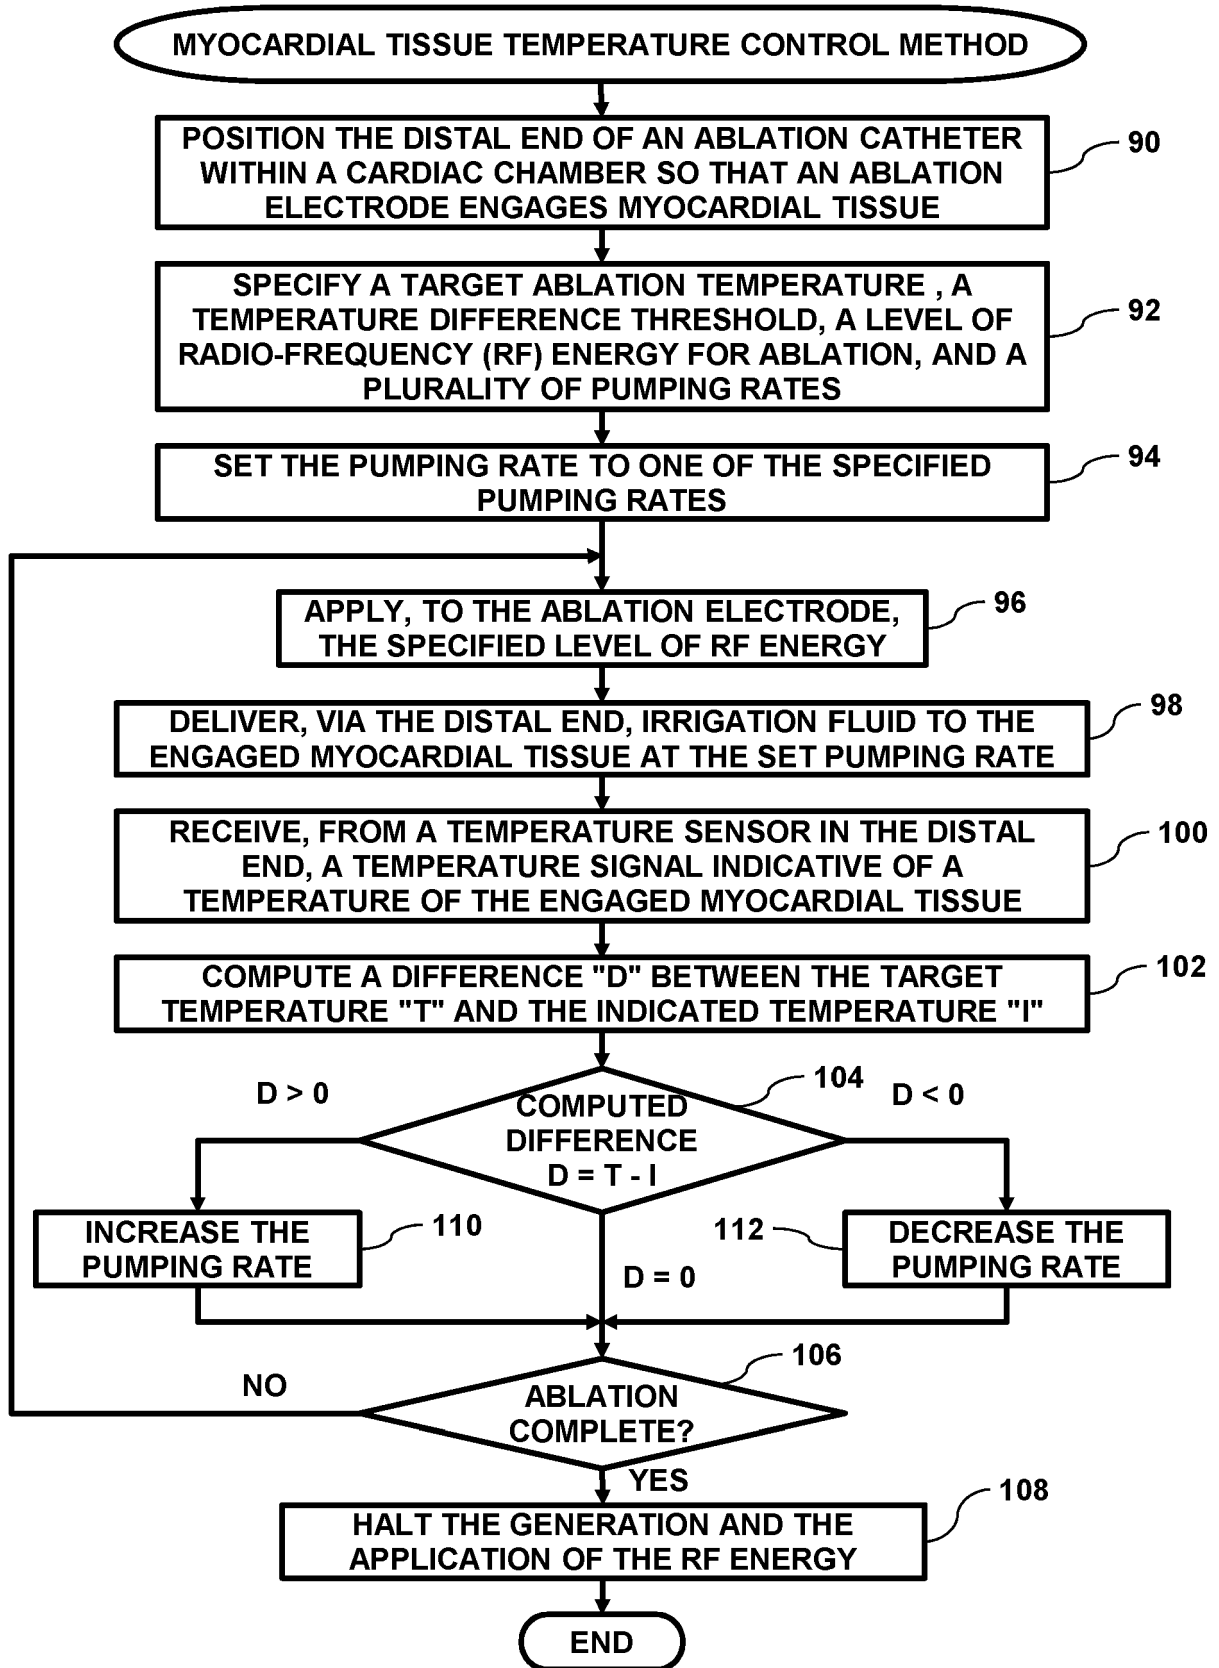 MYOCARDIAL TISSUE TEMPERATURE CONTROL METHOD
POSITION THE DISTAL END OF AN ABLATION CATHETER
WITHIN A CARDIAC CHAMBER SO THAT AN ABLATION
ELECTRODE ENGAGES MYOCARDIAL TISSUE
90
SPECIFY A TARGET ABLATION TEMPERATURE , A
TEMPERATURE DIFFERENCE THRESHOLD, A LEVEL OF
RADIO-FREQUENCY (RF) ENERGY FOR ABLATION, AND A
PLURALITY OF PUMPING RATES
92
SET THE PUMPING RATE TO ONE OF THE SPECIFIED
PUMPING RATES
94
APPLY, TO THE ABLATION ELECTRODE,
THE SPECIFIED LEVEL OF RF ENERGY
96
DELIVER, VIA THE DISTAL END, IRRIGATION FLUID TO THE
ENGAGED MYOCARDIAL TISSUE AT THE SET PUMPING RATE
98
RECEIVE, FROM A TEMPERATURE SENSOR IN THE DISTAL
END, A TEMPERATURE SIGNAL INDICATIVE OF A
TEMPERATURE OF THE ENGAGED MYOCARDIAL TISSUE
100
COMPUTE A DIFFERENCE "D" BETWEEN THE TARGET
TEMPERATURE "T" AND THE INDICATED TEMPERATURE "I"
102
D > 0
COMPUTED
DIFFERENCE
D = T - I
104
D < 0
INCREASE THE
PUMPING RATE
110
D = 0
112
DECREASE THE
PUMPING RATE
NO
ABLATION
COMPLETE?
106
YES
HALT THE GENERATION AND THE
APPLICATION OF THE RF ENERGY
108
END